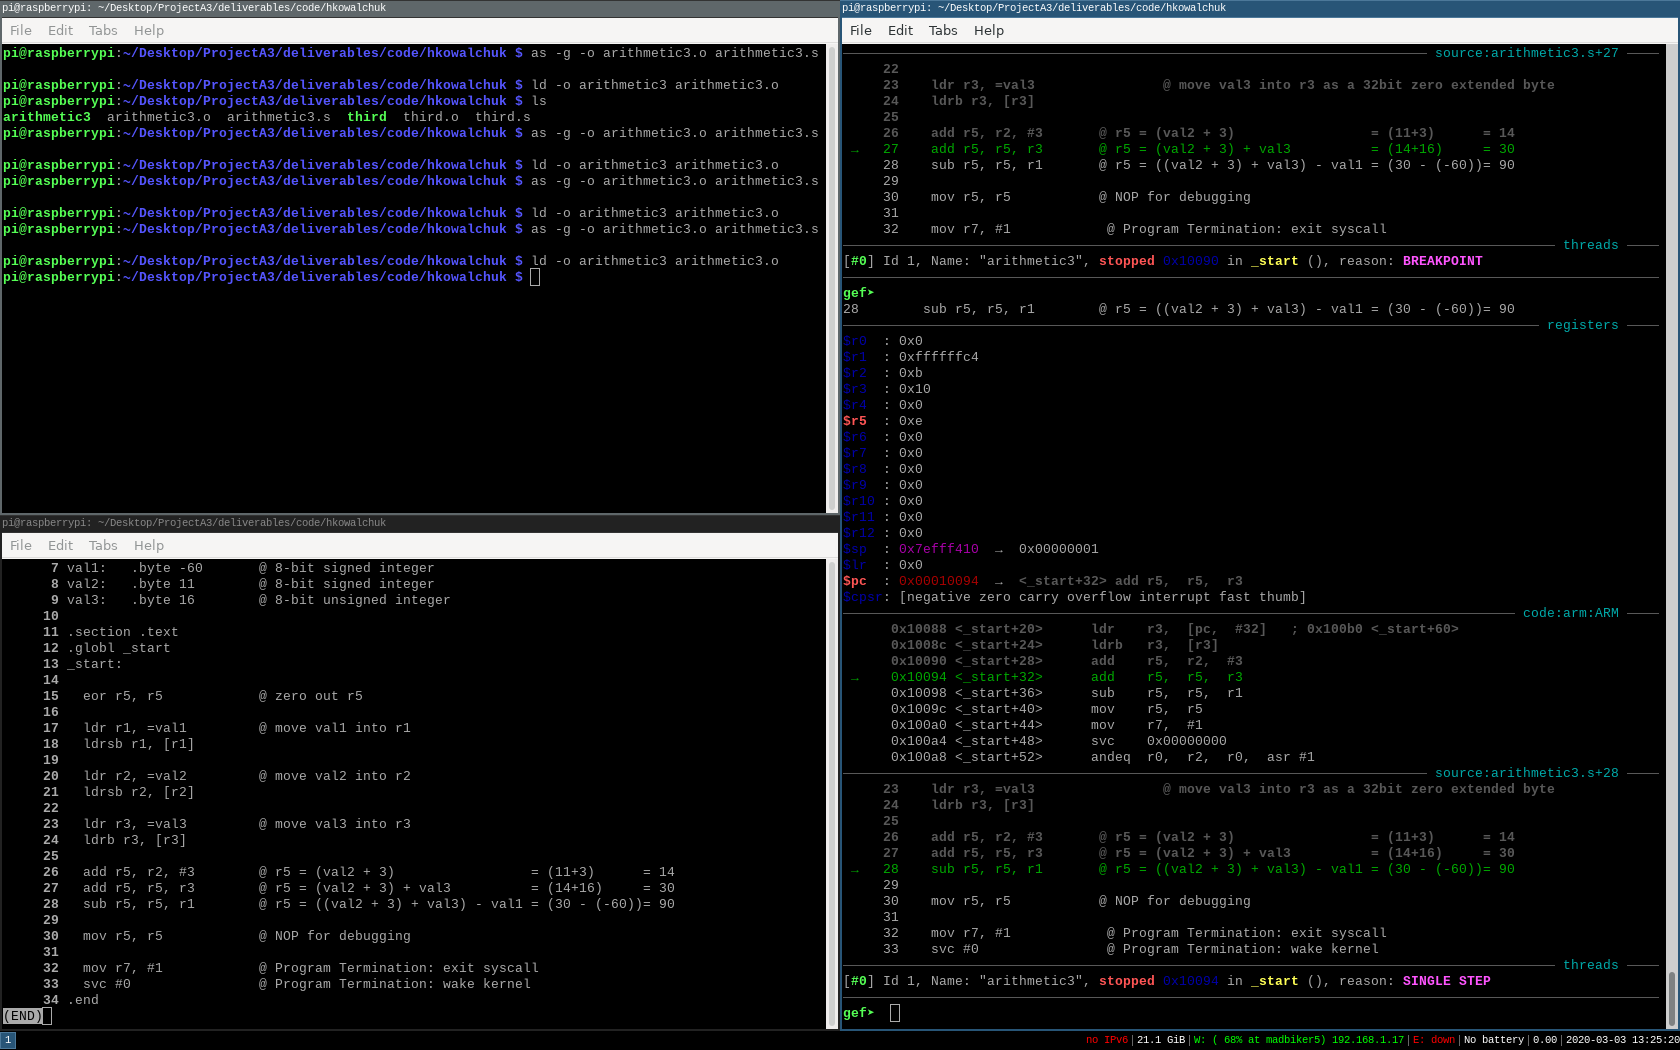 pi@raspberrypi: ~/Desktop/ProjectA3/deliverables/code/hkowalchuk
File Edit Tabs Help
pi@raspberrypi:~/Desktop/ProjectA3/deliverables/code/hkowalchuk $ as -g -o arithmetic3.o arithmetic3.s
pi@raspberrypi:~/Desktop/ProjectA3/deliverables/code/hkowalchuk $ ld -o arithmetic3 arithmetic3.o
pi@raspberrypi:~/Desktop/ProjectA3/deliverables/code/hkowalchuk $ ls
arithmetic3 arithmetic3.o arithmetic3.s third third.o third.s
pi@raspberrypi:~/Desktop/ProjectA3/deliverables/code/hkowalchuk $ as -g -o arithmetic3.o arithmetic3.s
pi@raspberrypi:~/Desktop/ProjectA3/deliverables/code/hkowalchuk $ ld -o arithmetic3 arithmetic3.o
pi@raspberrypi:~/Desktop/ProjectA3/deliverables/code/hkowalchuk $ as -g -o arithmetic3.o arithmetic3.s
pi@raspberrypi:~/Desktop/ProjectA3/deliverables/code/hkowalchuk $ ld -o arithmetic3 arithmetic3.o
pi@raspberrypi:~/Desktop/ProjectA3/deliverables/code/hkowalchuk $ as -g -o arithmetic3.o arithmetic3.s
pi@raspberrypi:~/Desktop/ProjectA3/deliverables/code/hkowalchuk $ ld -o arithmetic3 arithmetic3.o
pi@raspberrypi:~/Desktop/ProjectA3/deliverables/code/hkowalchuk $
pi@raspberrypi: ~/Desktop/ProjectA3/deliverables/code/hkowalchuk
File Edit Tabs Help
7 val1: .byte -60 @ 8-bit signed integer
8 val2: .byte 11 @ 8-bit signed integer
9 val3: .byte 16 @ 8-bit unsigned integer
10
11 .section .text
12 .globl _start
13 _start:
14
15 eor r5, r5 @ zero out r5
16
17 ldr r1, =val1 @ move val1 into r1
18 ldrsb r1, [r1]
19
20 ldr r2, =val2 @ move val2 into r2
21 ldrsb r2, [r2]
22
23 ldr r3, =val3 @ move val3 into r3
24 ldrb r3, [r3]
25
26 add r5, r2, #3 @ r5 = (val2 + 3) = (11+3) = 14
27 add r5, r5, r3 @ r5 = (val2 + 3) + val3 = (14+16) = 30
28 sub r5, r5, r1 @ r5 = ((val2 + 3) + val3) - val1 = (30 - (-60))= 90
29
30 mov r5, r5 @ NOP for debugging
31
32 mov r7, #1 @ Program Termination: exit syscall
33 svc #0 @ Program Termination: wake kernel
34 .end
(END)
pi@raspberrypi: ~/Desktop/ProjectA3/deliverables/code/hkowalchuk
File Edit Tabs Help
source:arithmetic3.s+27
22
23 ldr r3, =val3 @ move val3 into r3 as a 32bit zero extended byte
24 ldrb r3, [r3]
25
26 add r5, r2, #3 @ r5 = (val2 + 3) = (11+3) = 14
→ 27 add r5, r5, r3 @ r5 = (val2 + 3) + val3 = (14+16) = 30
28 sub r5, r5, r1 @ r5 = ((val2 + 3) + val3) - val1 = (30 - (-60))= 90
29
30 mov r5, r5 @ NOP for debugging
31
32 mov r7, #1 @ Program Termination: exit syscall
threads
[#0] Id 1, Name: "arithmetic3", stopped 0x10090 in _start (), reason: BREAKPOINT
gef➤
28 sub r5, r5, r1 @ r5 = ((val2 + 3) + val3) - val1 = (30 - (-60))= 90
registers
$r0 : 0x0
$r1 : 0xffffffc4
$r2 : 0xb
$r3 : 0x10
$r4 : 0x0
$r5 : 0xe
$r6 : 0x0
$r7 : 0x0
$r8 : 0x0
$r9 : 0x0
$r10 : 0x0
$r11 : 0x0
$r12 : 0x0
$sp : 0x7efff410 → 0x00000001
$lr : 0x0
$pc : 0x00010094 → <_start+32> add r5, r5, r3
$cpsr: [negative zero carry overflow interrupt fast thumb]
code:arm:ARM
0x10088 <_start+20> ldr r3, [pc, #32] ; 0x100b0 <_start+60>
0x1008c <_start+24> ldrb r3, [r3]
0x10090 <_start+28> add r5, r2, #3
→ 0x10094 <_start+32> add r5, r5, r3
0x10098 <_start+36> sub r5, r5, r1
0x1009c <_start+40> mov r5, r5
0x100a0 <_start+44> mov r7, #1
0x100a4 <_start+48> svc 0x00000000
0x100a8 <_start+52> andeq r0, r2, r0, asr #1
source:arithmetic3.s+28
23 ldr r3, =val3 @ move val3 into r3 as a 32bit zero extended byte
24 ldrb r3, [r3]
25
26 add r5, r2, #3 @ r5 = (val2 + 3) = (11+3) = 14
27 add r5, r5, r3 @ r5 = (val2 + 3) + val3 = (14+16) = 30
→ 28 sub r5, r5, r1 @ r5 = ((val2 + 3) + val3) - val1 = (30 - (-60))= 90
29
30 mov r5, r5 @ NOP for debugging
31
32 mov r7, #1 @ Program Termination: exit syscall
33 svc #0 @ Program Termination: wake kernel
threads
[#0] Id 1, Name: "arithmetic3", stopped 0x10094 in _start (), reason: SINGLE STEP
gef➤
1 no IPv6|21.1 GiB|W: ( 68% at madbiker5) 192.168.1.17|E: down|No battery|0.00|2020-03-03 13:25:20